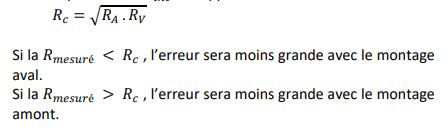 R_c = √(R_A . R_V)
Si la R_mesuré < R_c , l'erreur sera moins grande avec le montage
aval.
Si la R_mesuré > R_c , l'erreur sera moins grande avec le montage
amont.